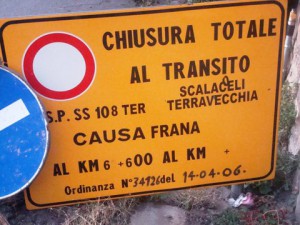 CHIUSURA TOTALE
AL TRANSITO
SCALACELI
S.P. SS 108 TER TERRAVECCHIA
CAUSA FRANA
AL KM 6 +600 AL KM +
Ordinanza N° 34926 del 14-04-06.